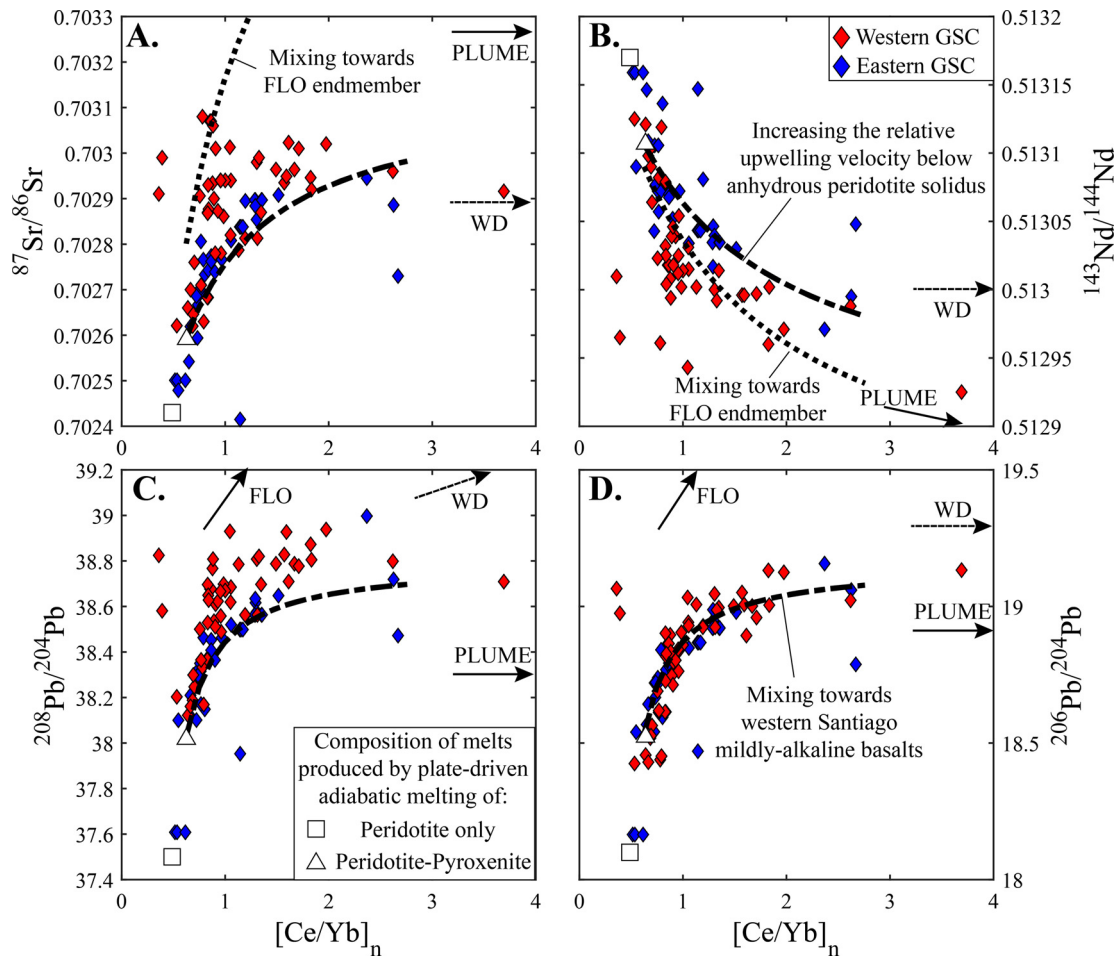 A.
0.7033
0.7032
0.7031
0.7033
0.703
0.7029
0.7028
0.7027
0.7026
0.7025
0.7024
87Sr/86Sr
Mixing towards
FLO endmember
PLUME
WD
0 1 2 3 4
B.
Western GSC
Eastern GSC
Increasing the relative
upwelling velocity below
anhydrous peridotite solidus
WD
Mixing towards
FLO endmember
PLUME
0.5132
0.51315
0.5131
0.51305
0.513
0.51295
0.5129
143Nd/144Nd
0 1 2 3 4
C.
39.2
39
38.8
38.6
38.4
38.2
38
37.8
37.6
37.4
208Pb/204Pb
FLO
WD
PLUME
Composition of melts
produced by plate-driven
adiabatic melting of:
Peridotite only
Peridotite-Pyroxenite
0 1 2 3 4
[Ce/Yb]n
D.
FLO
WD
PLUME
Mixing towards
western Santiago
mildly-alkaline basalts
19.5
19
18.5
18
206Pb/204Pb
0 1 2 3 4
[Ce/Yb]n